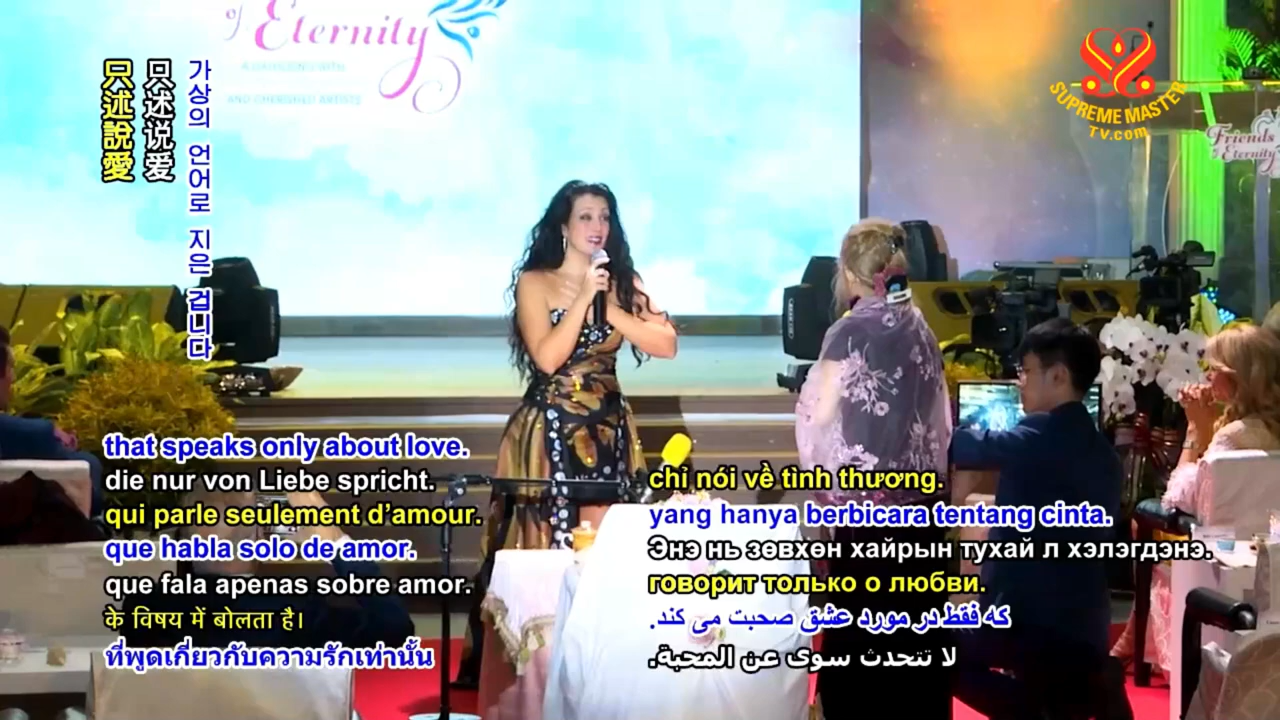 of Eternity
AND CHERISHED ARTISTS
SUPREME MASTER
TV.com
Friends
of Eternity
只述說愛
只述说爱
가상의 언어로 지은 겁니다
that speaks only about love.
die nur von Liebe spricht.
qui parle seulement d’amour.
que habla solo de amor.
que fala apenas sobre amor.
के विषय में बोलता है।
ที่พูดเกี่ยวกับความรักเท่านั้น
chỉ nói về tình thương.
yang hanya berbicara tentang cinta.
Энэ нь зөвхөн хайрын тухай л хэлэгдэнэ.
говорит только о любви.
که فقط در مورد عشق صحبت می کند.
لا تتحدث سوى عن المحبة.